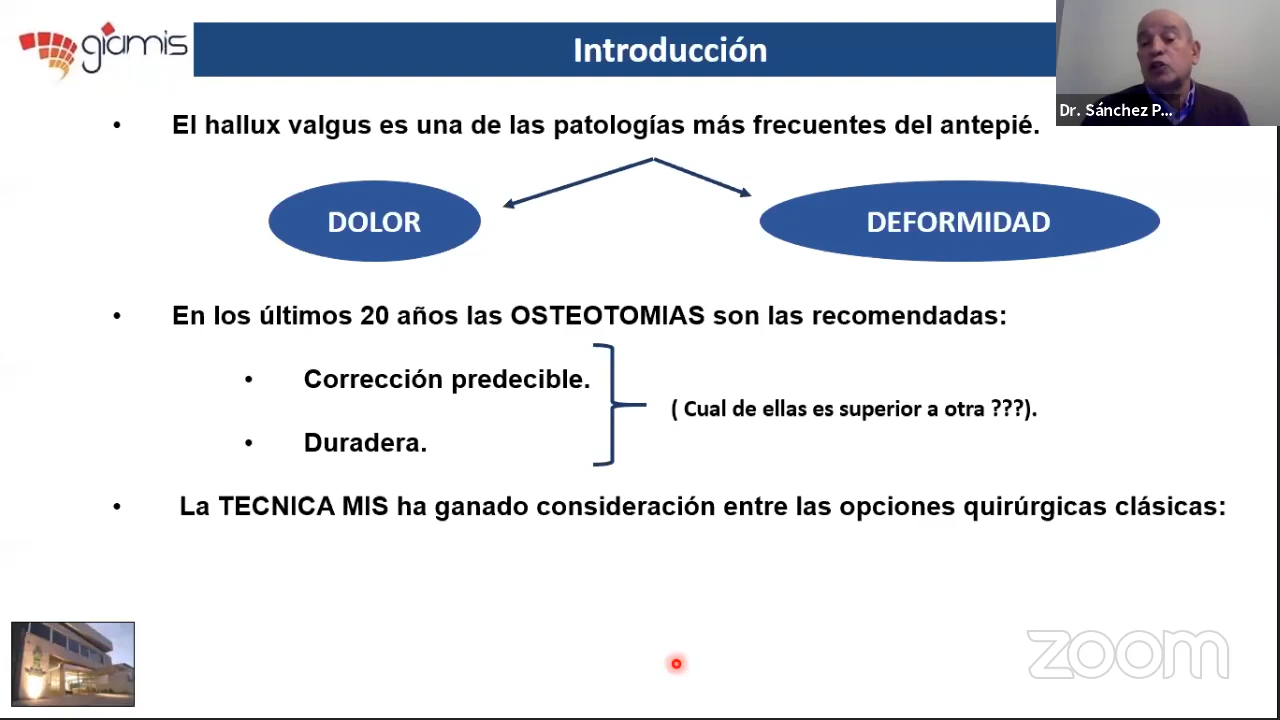 giamis
Introducción
Dr. Sánchez P...
• El hallux valgus es una de las patologías más frecuentes del antepié.
DOLOR
DEFORMIDAD
• En los últimos 20 años las OSTEOTOMIAS son las recomendadas:
• Corrección predecible.
( Cual de ellas es superior a otra ???).
• Duradera.
• La TECNICA MIS ha ganado consideración entre las opciones quirúrgicas clásicas:
zoom